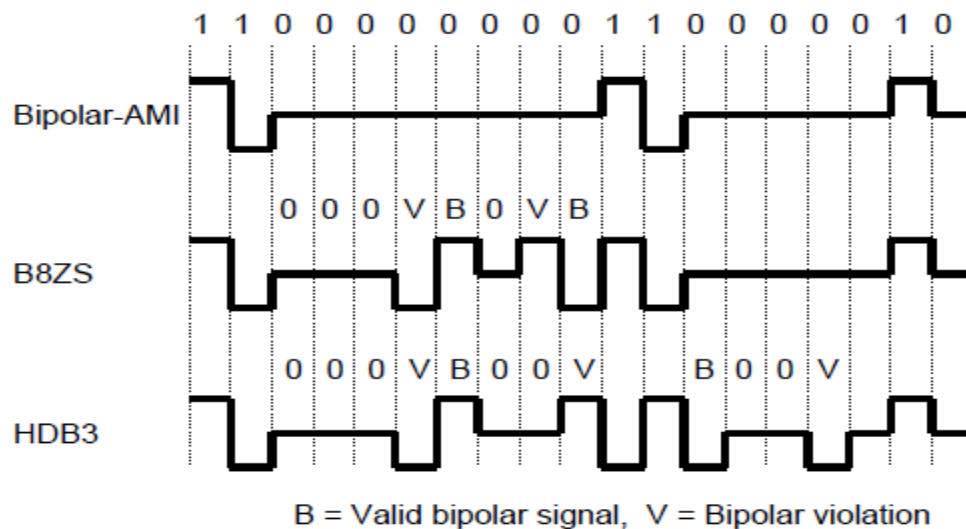 1 1 0 0 0 0 0 0 0 0 1 1 0 0 0 0 0 1 0
Bipolar-AMI
0 0 0 V B 0 V B
B8ZS
0 0 0 V B 0 0 V B 0 0 V
HDB3
B = Valid bipolar signal, V = Bipolar violation